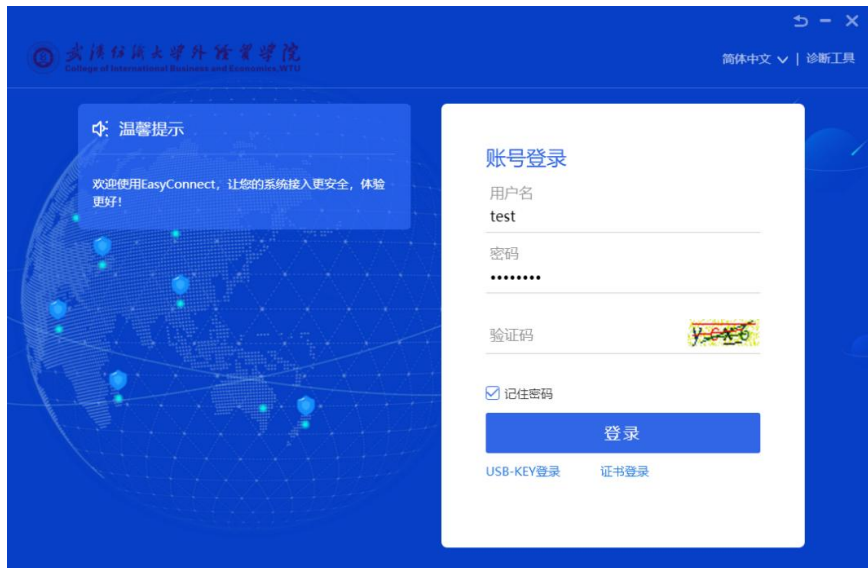 武汉纺织大学外经贸学院
College of International Business and Economics,WTU
简体中文 | 诊断工具
温馨提示
欢迎使用EasyConnect，让您的系统接入更安全，体验
更好！
账号登录
用户名
test
密码
••••••••
验证码
记住密码
登录
USB-KEY登录 证书登录